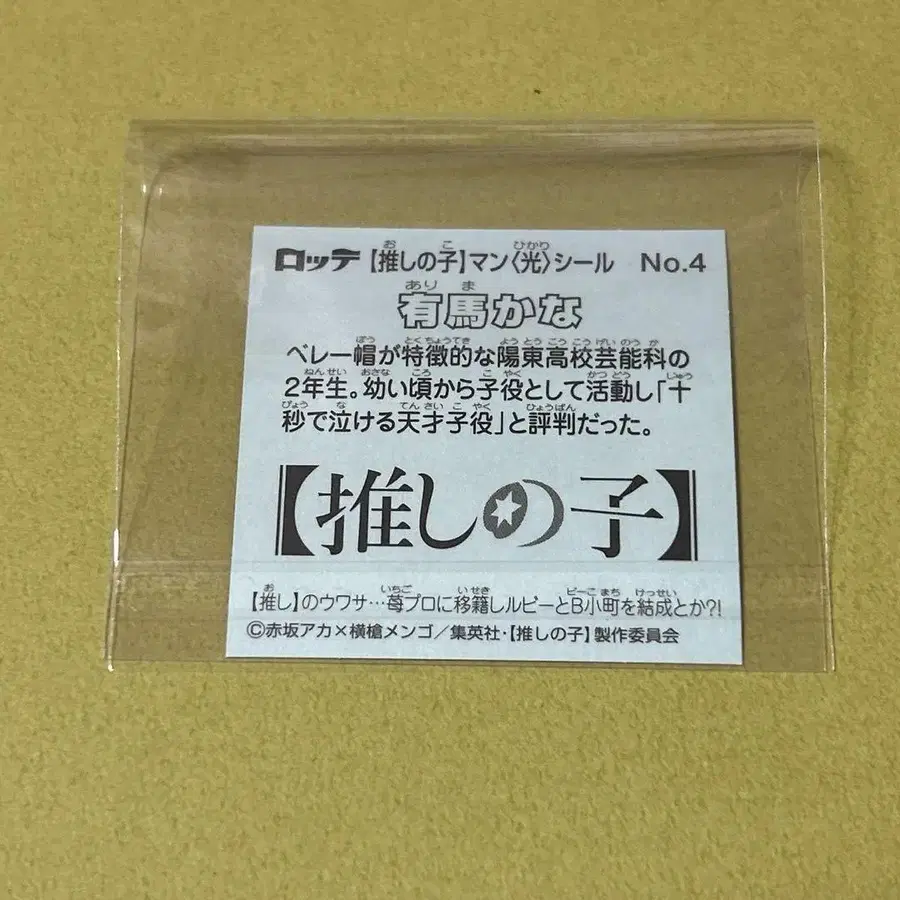 ロッテ【推しの子】マン〈光〉シール No.4
有馬かな
ベレー帽が特徴的な陽東高校芸能科の
2年生。幼い頃から子役として活動し「十
秒で泣ける天才子役」と評判だった。
【推しの子】
【推し】のウワサ…苺プロに移籍しルビーとB小町を結成とか?!
©赤坂アカ×横槍メンゴ／集英社・【推しの子】製作委員会